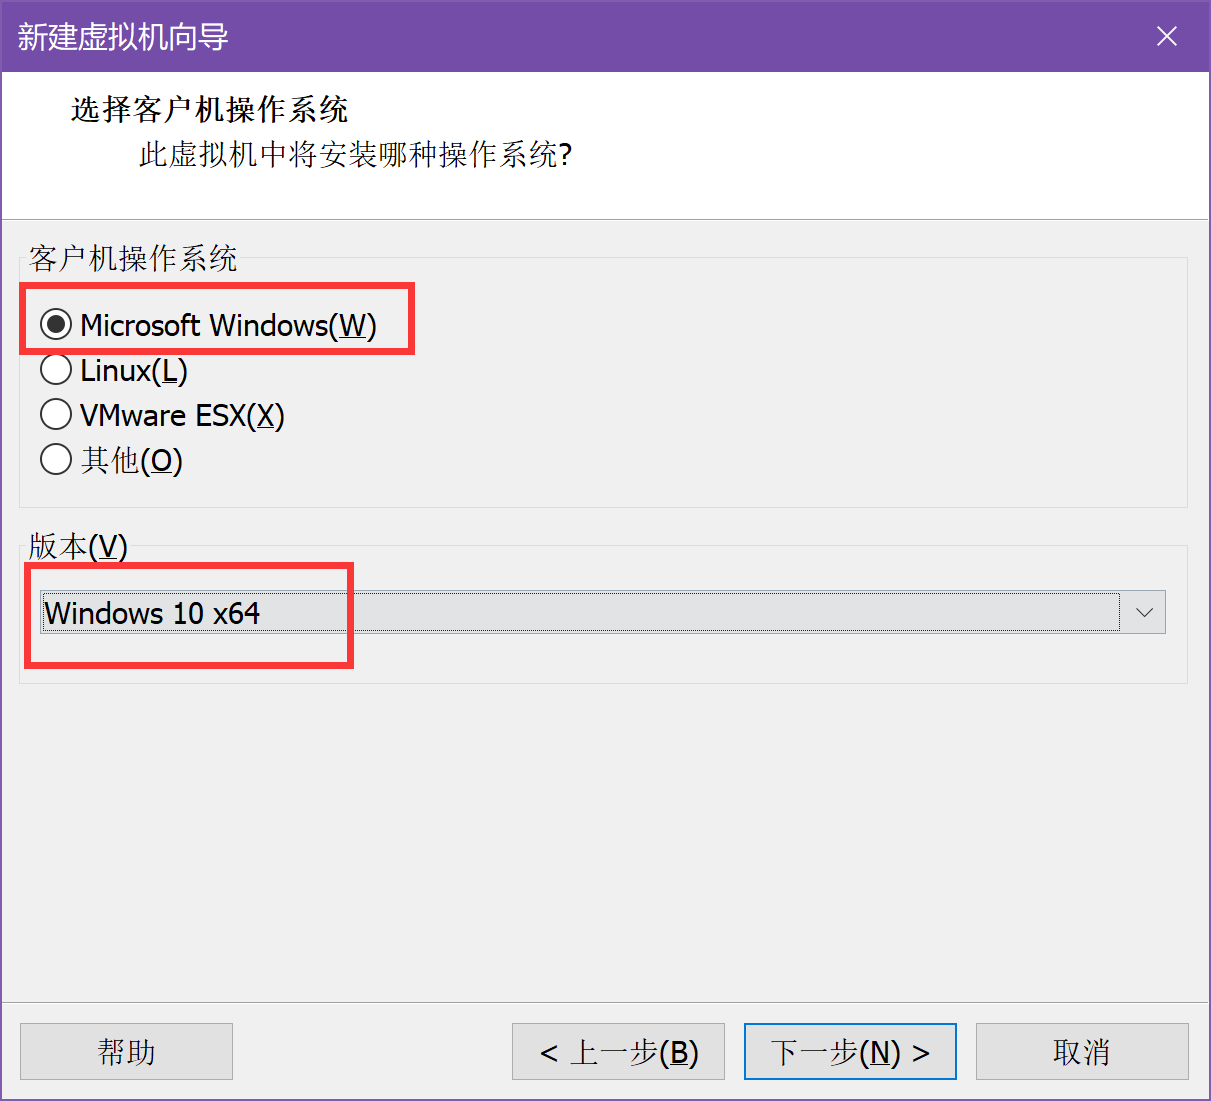 新建虚拟机向导
选择客户机操作系统
此虚拟机中将安装哪种操作系统?
客户机操作系统
Microsoft Windows(W)
Linux(L)
VMware ESX(X)
其他(O)
版本(V)
Windows 10 x64
帮助
< 上一步(B)
下一步(N) >
取消